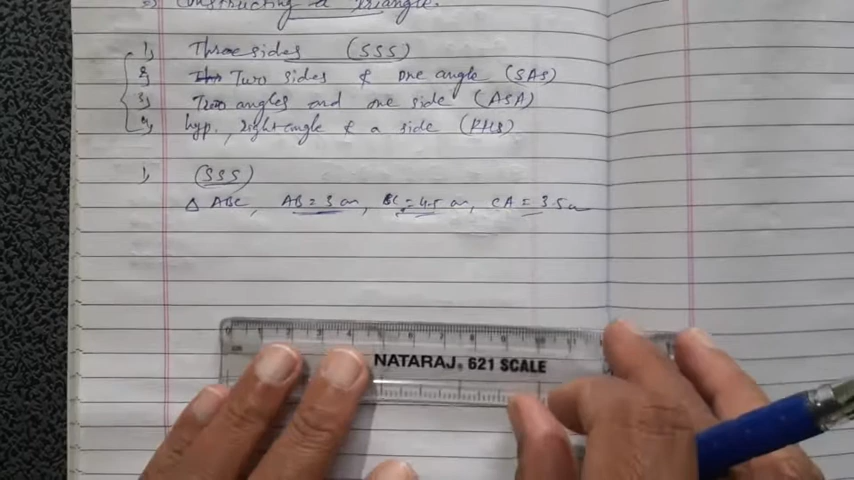 ⇒ Constructing a Triangle.
1, Three sides (SSS)
2, Two sides & one angle (SAS)
3, Two angles and one side (ASA)
4, hyp., right angle & a side (RHS)
1, (SSS)
Δ ABC, AB = 3 cm, BC = 4.5 cm, CA = 3.5 cm
NATARAJ 621 SCALE